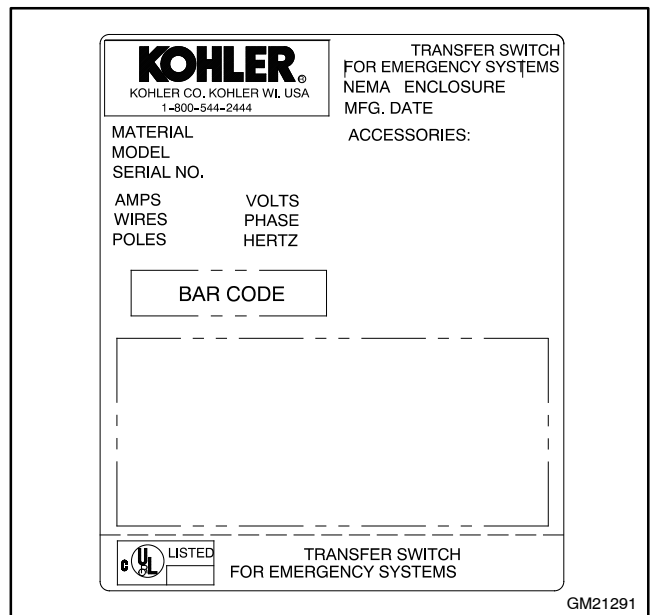 KOHLER®
KOHLER CO. KOHLER WI. USA
1-800-544-2444
TRANSFER SWITCH
FOR EMERGENCY SYSTEMS
NEMA ENCLOSURE
MFG. DATE
ACCESSORIES:
MATERIAL
MODEL
SERIAL NO.
AMPS VOLTS
WIRES PHASE
POLES HERTZ
BAR CODE
C UL LISTED
TRANSFER SWITCH
FOR EMERGENCY SYSTEMS
GM21291